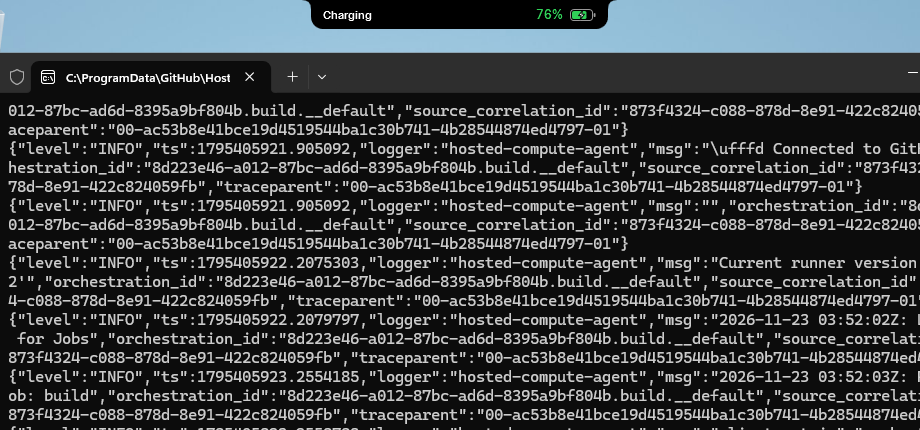 Charging 76%
C:\ProgramData\GitHub\Host
012-87bc-ad6d-8395a9bf804b.build.__default","source_correlation_id":"873f4324-c088-878d-8e91-422c82405
aceparent":"00-ac53b8e41bce19d4519544ba1c30b741-4b28544874ed4797-01"}
{"level":"INFO","ts":1795405921.905092,"logger":"hosted-compute-agent","msg":"\ufffd Connected to GitH
hestration_id":"8d223e46-a012-87bc-ad6d-8395a9bf804b.build.__default","source_correlation_id":"873f432
78d-8e91-422c824059fb","traceparent":"00-ac53b8e41bce19d4519544ba1c30b741-4b28544874ed4797-01"}
{"level":"INFO","ts":1795405921.905092,"logger":"hosted-compute-agent","msg":"","orchestration_id":"8d
012-87bc-ad6d-8395a9bf804b.build.__default","source_correlation_id":"873f4324-c088-878d-8e91-422c82405
aceparent":"00-ac53b8e41bce19d4519544ba1c30b741-4b28544874ed4797-01"}
{"level":"INFO","ts":1795405922.2075303,"logger":"hosted-compute-agent","msg":"Current runner version
2'","orchestration_id":"8d223e46-a012-87bc-ad6d-8395a9bf804b.build.__default","source_correlation_id"
4-c088-878d-8e91-422c824059fb","traceparent":"00-ac53b8e41bce19d4519544ba1c30b741-4b28544874ed4797-01"
{"level":"INFO","ts":1795405922.2079797,"logger":"hosted-compute-agent","msg":"2026-11-23 03:52:02Z:
for Jobs","orchestration_id":"8d223e46-a012-87bc-ad6d-8395a9bf804b.build.__default","source_correlati
873f4324-c088-878d-8e91-422c824059fb","traceparent":"00-ac53b8e41bce19d4519544ba1c30b741-4b28544874ed4
{"level":"INFO","ts":1795405923.2554185,"logger":"hosted-compute-agent","msg":"2026-11-23 03:52:03Z:
ob: build","orchestration_id":"8d223e46-a012-87bc-ad6d-8395a9bf804b.build.__default","source_correlati
873f4324-c088-878d-8e91-422c824059fb","traceparent":"00-ac53b8e41bce19d4519544ba1c30b741-4b28544874ed4